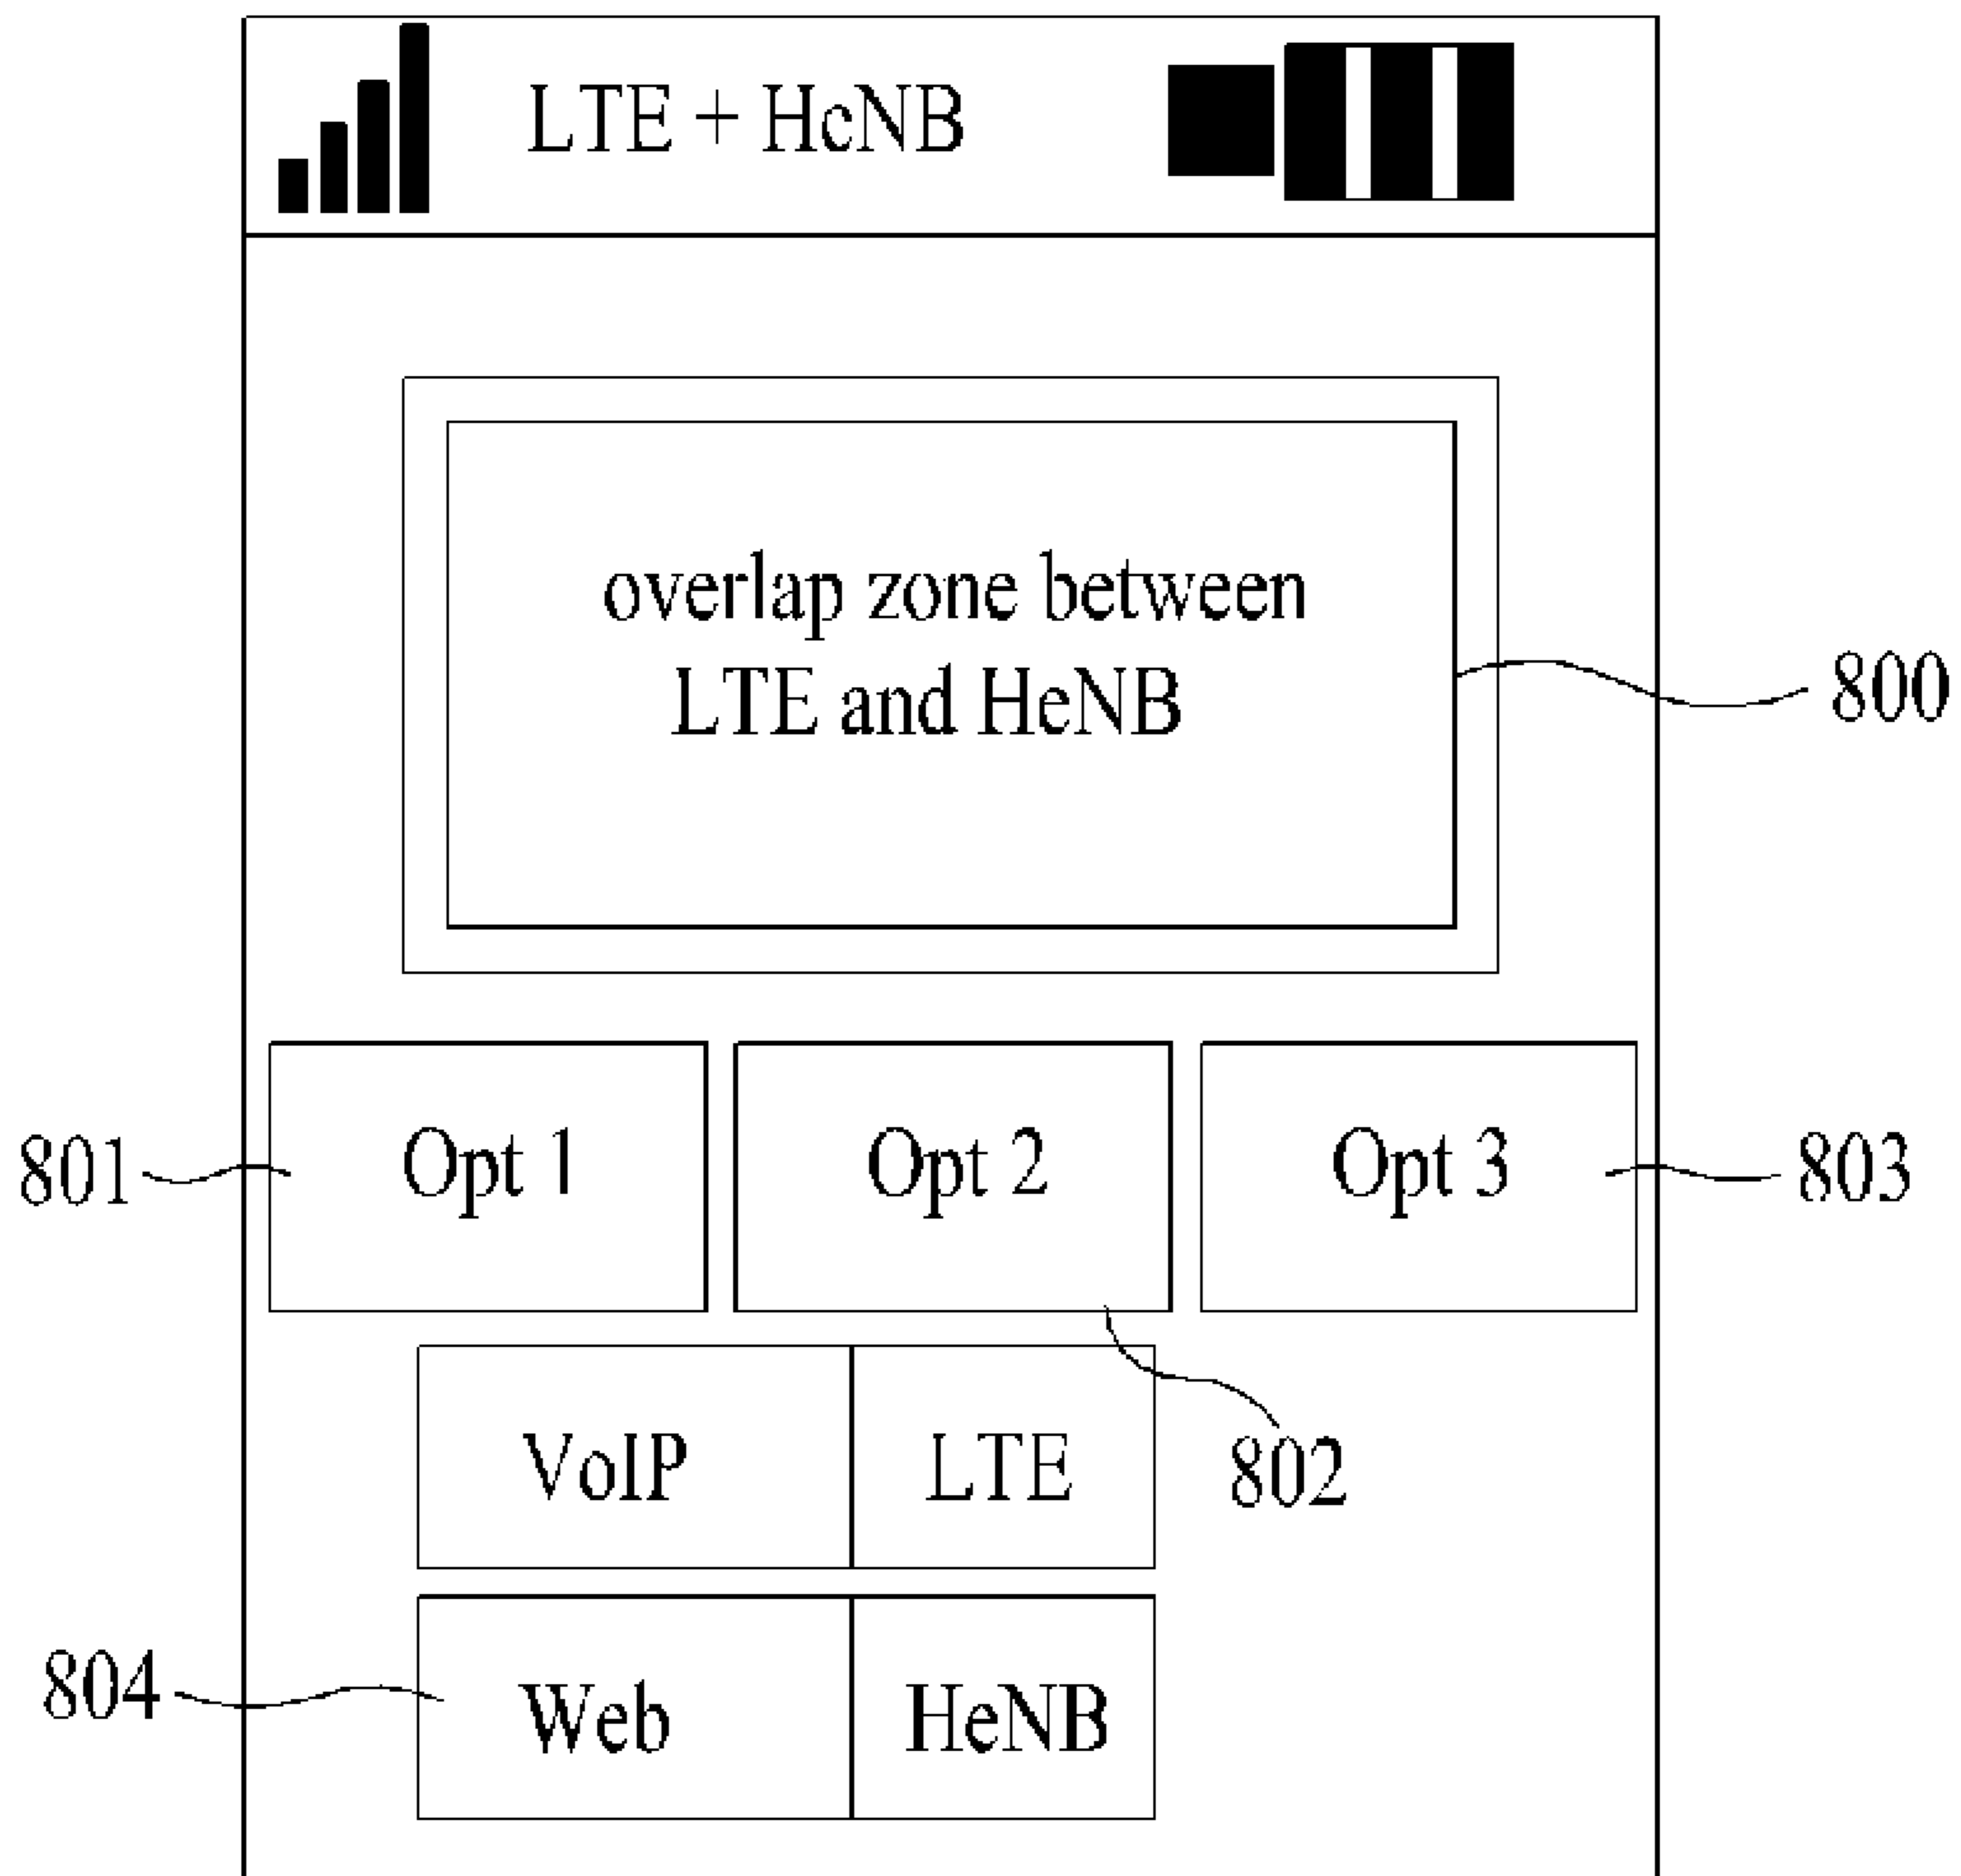 LTE + HcNB
overlap zone between
LTE and HeNB
800
Opt 1
Opt 2
Opt 3
801
803
VoIP
LTE
802
Web
HeNB
804